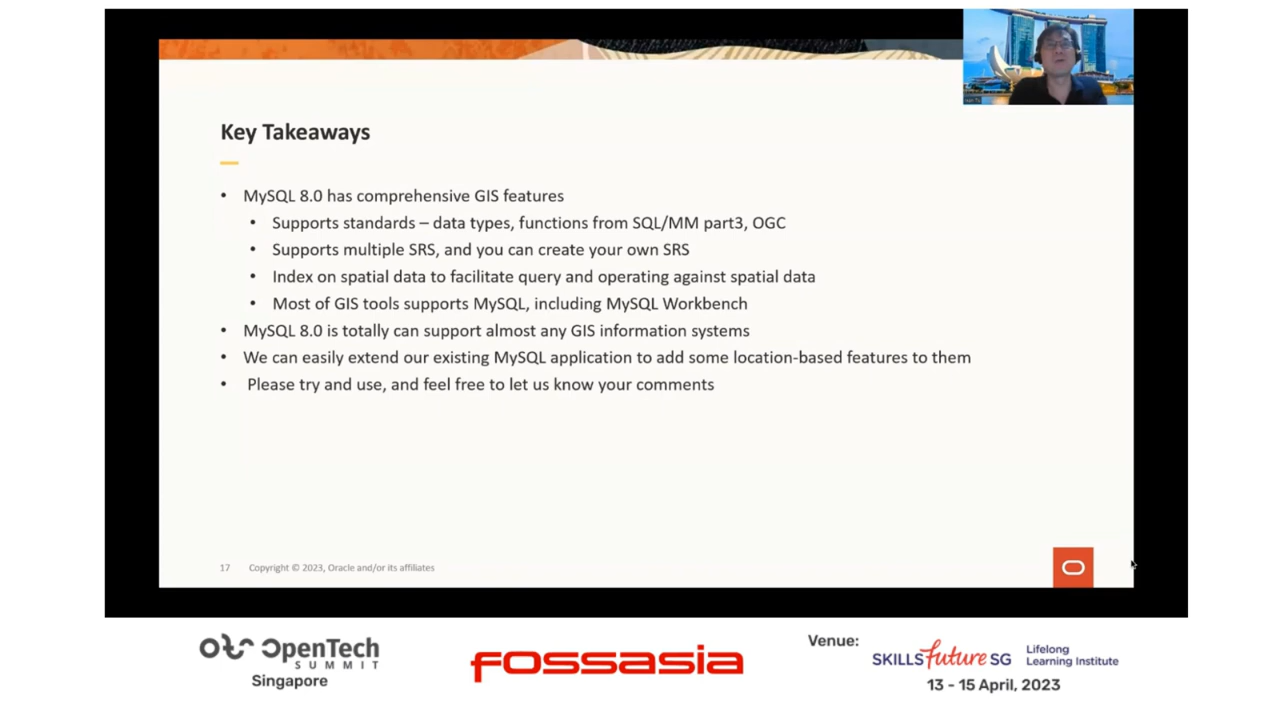 Key Takeaways
• MySQL 8.0 has comprehensive GIS features
• Supports standards – data types, functions from SQL/MM part3, OGC
• Supports multiple SRS, and you can create your own SRS
• Index on spatial data to facilitate query and operating against spatial data
• Most of GIS tools supports MySQL, including MySQL Workbench
• MySQL 8.0 is totally can support almost any GIS information systems
• We can easily extend our existing MySQL application to add some location-based features to them
• Please try and use, and feel free to let us know your comments
17 Copyright © 2023, Oracle and/or its affiliates
OpenTech
SUMMIT
Singapore
fossasia
Venue:
SKILLSfuture SG
Lifelong
Learning Institute
13 - 15 April, 2023